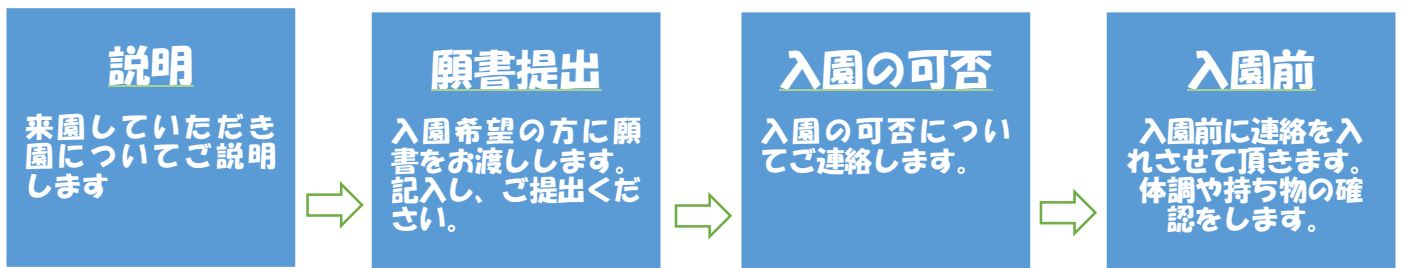 説明
来園していただき
園についてご説明
します
願書提出
入園希望の方に願
書をお渡しします。
記入し、ご提出くだ
さい。
入園の可否
入園の可否につい
てご連絡します。
入園前
入園前に連絡を入
れさせて頂きます。
体調や持ち物の確
認をします。